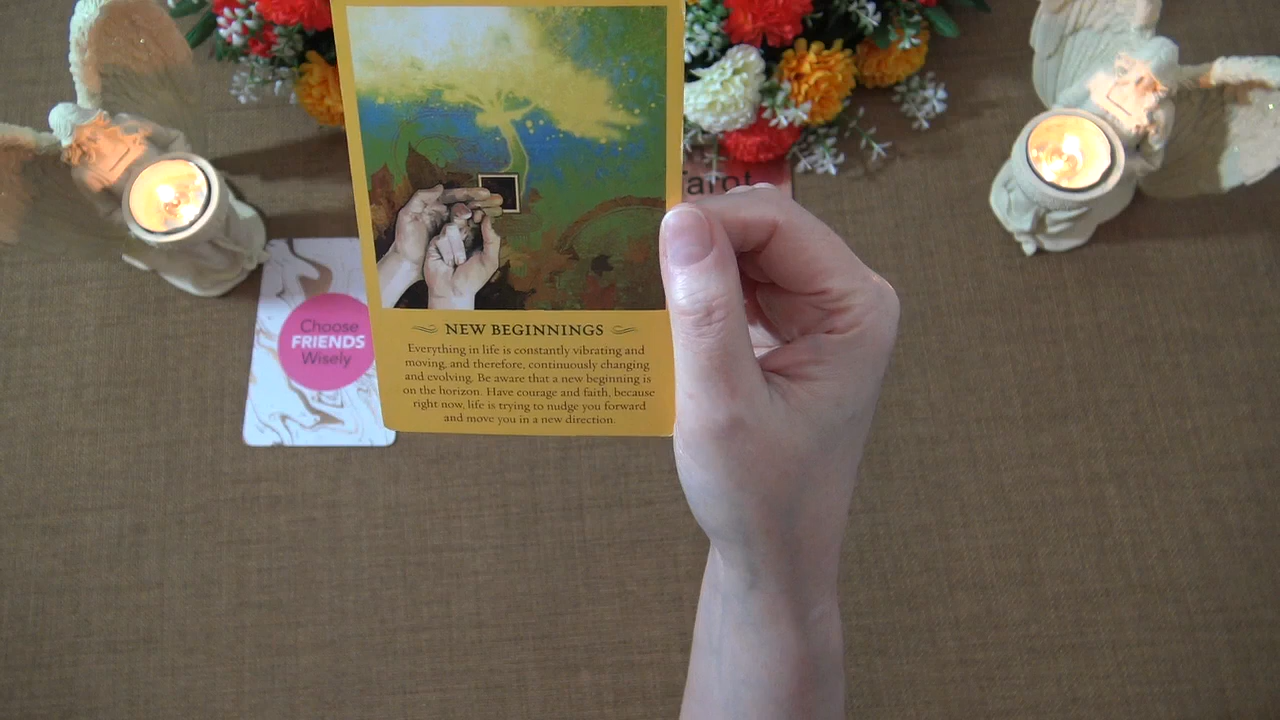 Tarot
Choose
FRIENDS
Wisely
NEW BEGINNINGS
Everything in life is constantly vibrating and
moving, and therefore, continuously changing
and evolving. Be aware that a new beginning is
on the horizon. Have courage and faith, because
right now, life is trying to nudge you forward
and move you in a new direction.